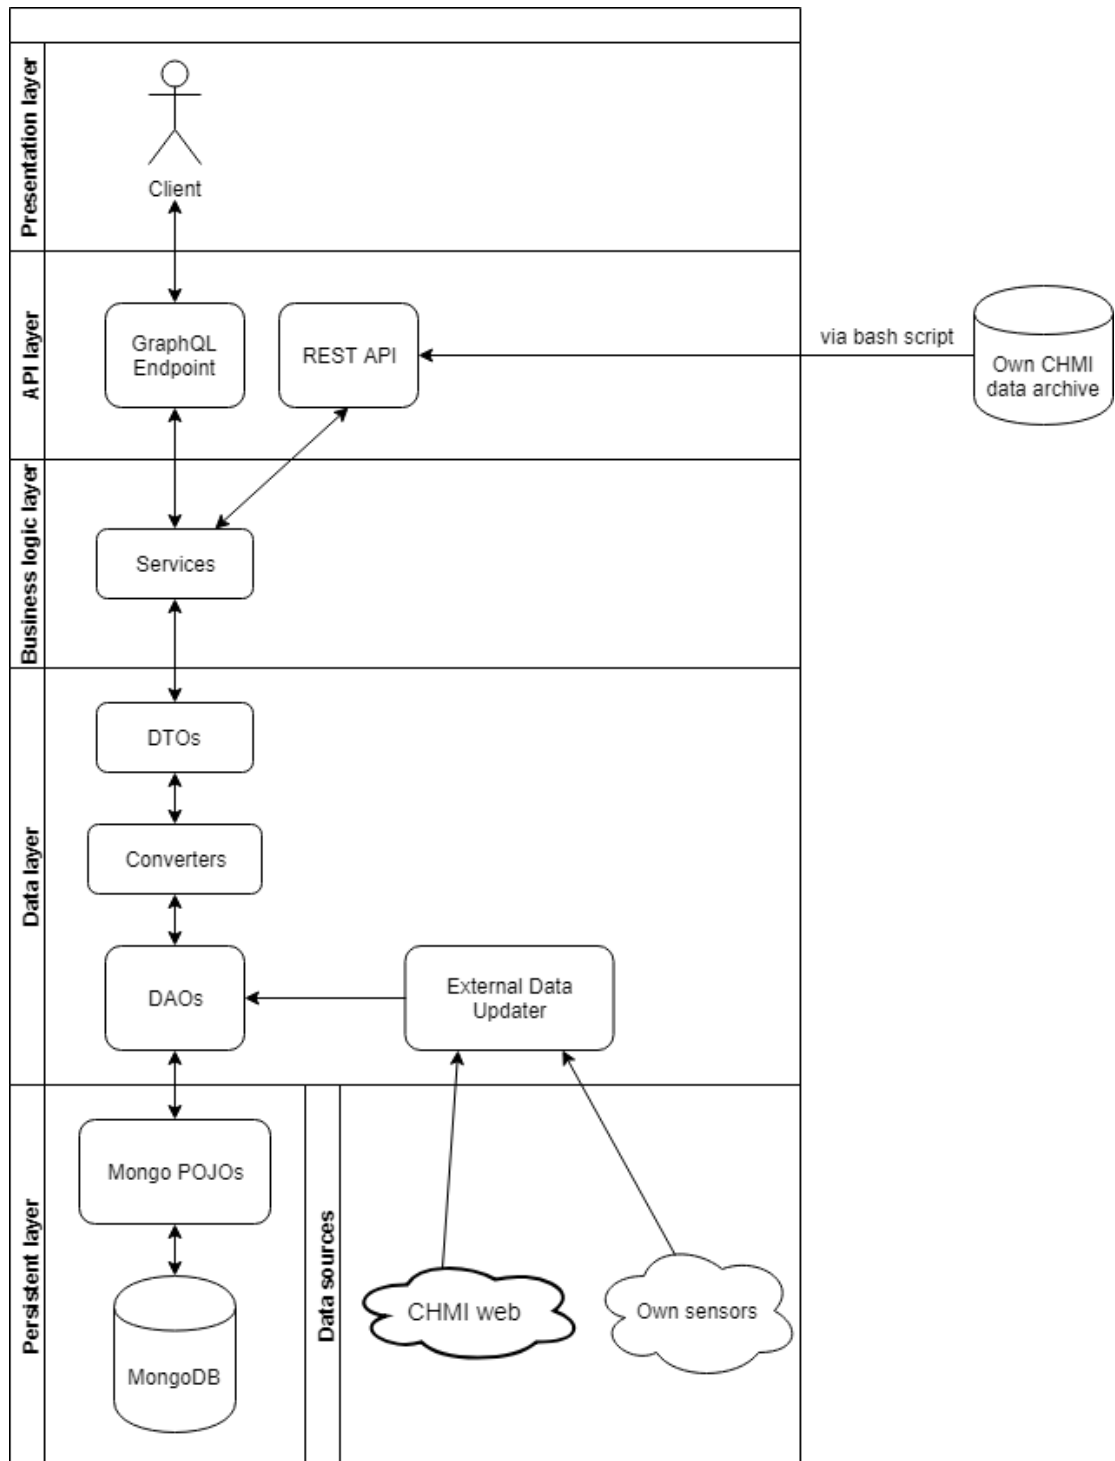 Presentation layer
Client
API layer
GraphQL
Endpoint
REST API
via bash script
Own CHMI
data archive
Business logic layer
Services
Data layer
DTOs
Converters
DAOs
External Data
Updater
Persistent layer
Mongo POJOs
MongoDB
Data sources
CHMI web
Own sensors